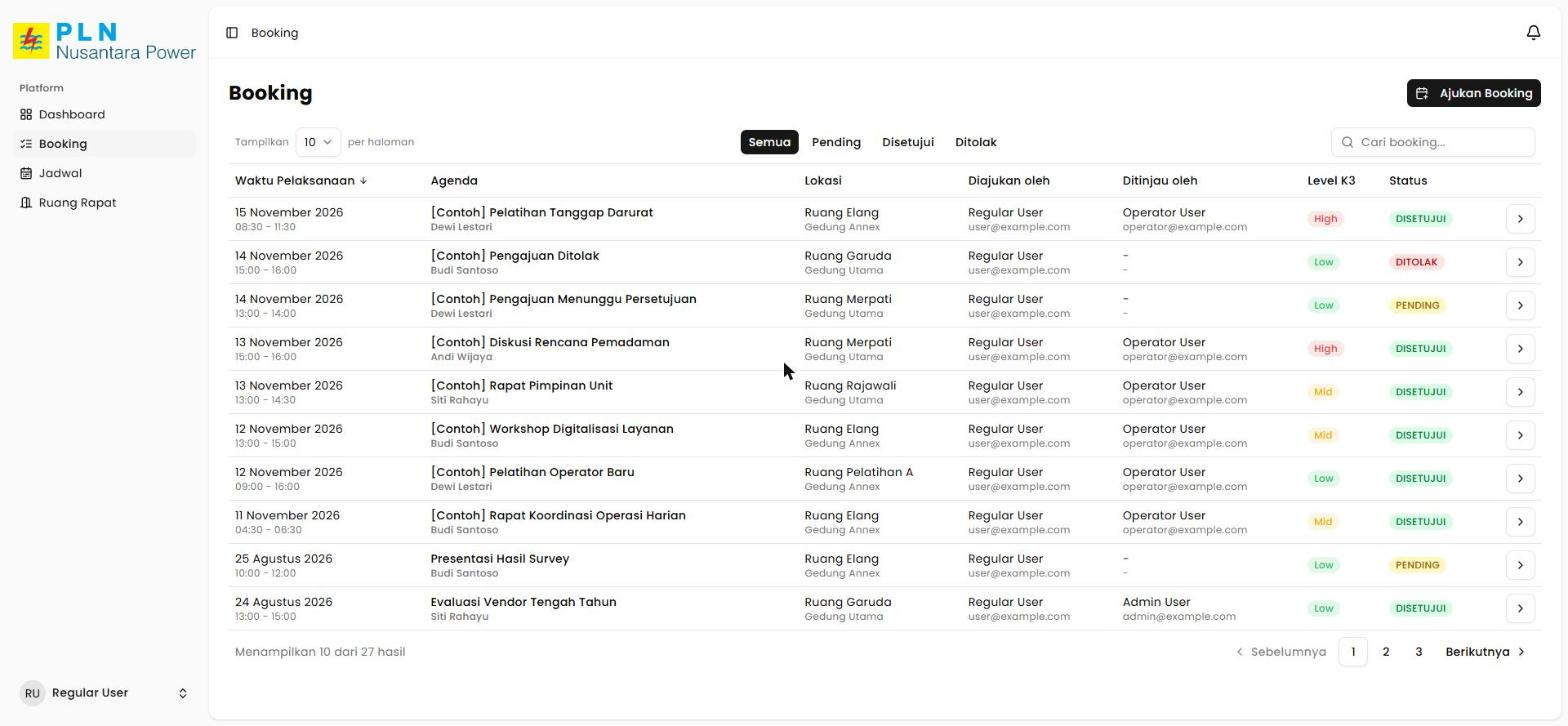 PLN
Nusantara Power
Platform
Dashboard
Booking
Jadwal
Ruang Rapat
RU Regular User
Booking
Booking
Ajukan Booking
Tampilkan 10 per halaman
Semua Pending Disetujui Ditolak
Cari booking...
Waktu Pelaksanaan ↓ Agenda Lokasi Diajukan oleh Ditinjau oleh Level K3 Status
15 November 2026 [Contoh] Pelatihan Tanggap Darurat Ruang Elang Regular User Operator User High DISETUJUI
08:30 - 11:30 Dewi Lestari Gedung Annex user@example.com operator@example.com
14 November 2026 [Contoh] Pengajuan Ditolak Ruang Garuda Regular User - Low DITOLAK
15:00 - 16:00 Budi Santoso Gedung Utama user@example.com -
14 November 2026 [Contoh] Pengajuan Menunggu Persetujuan Ruang Merpati Regular User - Low PENDING
13:00 - 14:00 Dewi Lestari Gedung Utama user@example.com -
13 November 2026 [Contoh] Diskusi Rencana Pemadaman Ruang Merpati Regular User Operator User High DISETUJUI
15:00 - 16:00 Andi Wijaya Gedung Utama user@example.com operator@example.com
13 November 2026 [Contoh] Rapat Pimpinan Unit Ruang Rajawali Regular User Operator User Mid DISETUJUI
13:00 - 14:30 Siti Rahayu Gedung Utama user@example.com operator@example.com
12 November 2026 [Contoh] Workshop Digitalisasi Layanan Ruang Elang Regular User Operator User Mid DISETUJUI
13:00 - 15:00 Budi Santoso Gedung Annex user@example.com operator@example.com
12 November 2026 [Contoh] Pelatihan Operator Baru Ruang Pelatihan A Regular User Operator User Low DISETUJUI
09:00 - 16:00 Dewi Lestari Gedung Annex user@example.com operator@example.com
11 November 2026 [Contoh] Rapat Koordinasi Operasi Harian Ruang Elang Regular User Operator User Mid DISETUJUI
04:30 - 06:30 Budi Santoso Gedung Annex user@example.com operator@example.com
25 Agustus 2026 Presentasi Hasil Survey Ruang Elang Regular User - Low PENDING
10:00 - 12:00 Budi Santoso Gedung Annex user@example.com -
24 Agustus 2026 Evaluasi Vendor Tengah Tahun Ruang Garuda Regular User Admin User Low DISETUJUI
13:00 - 15:00 Siti Rahayu Gedung Utama user@example.com admin@example.com
Menampilkan 10 dari 27 hasil
Sebelumnya 1 2 3 Berikutnya